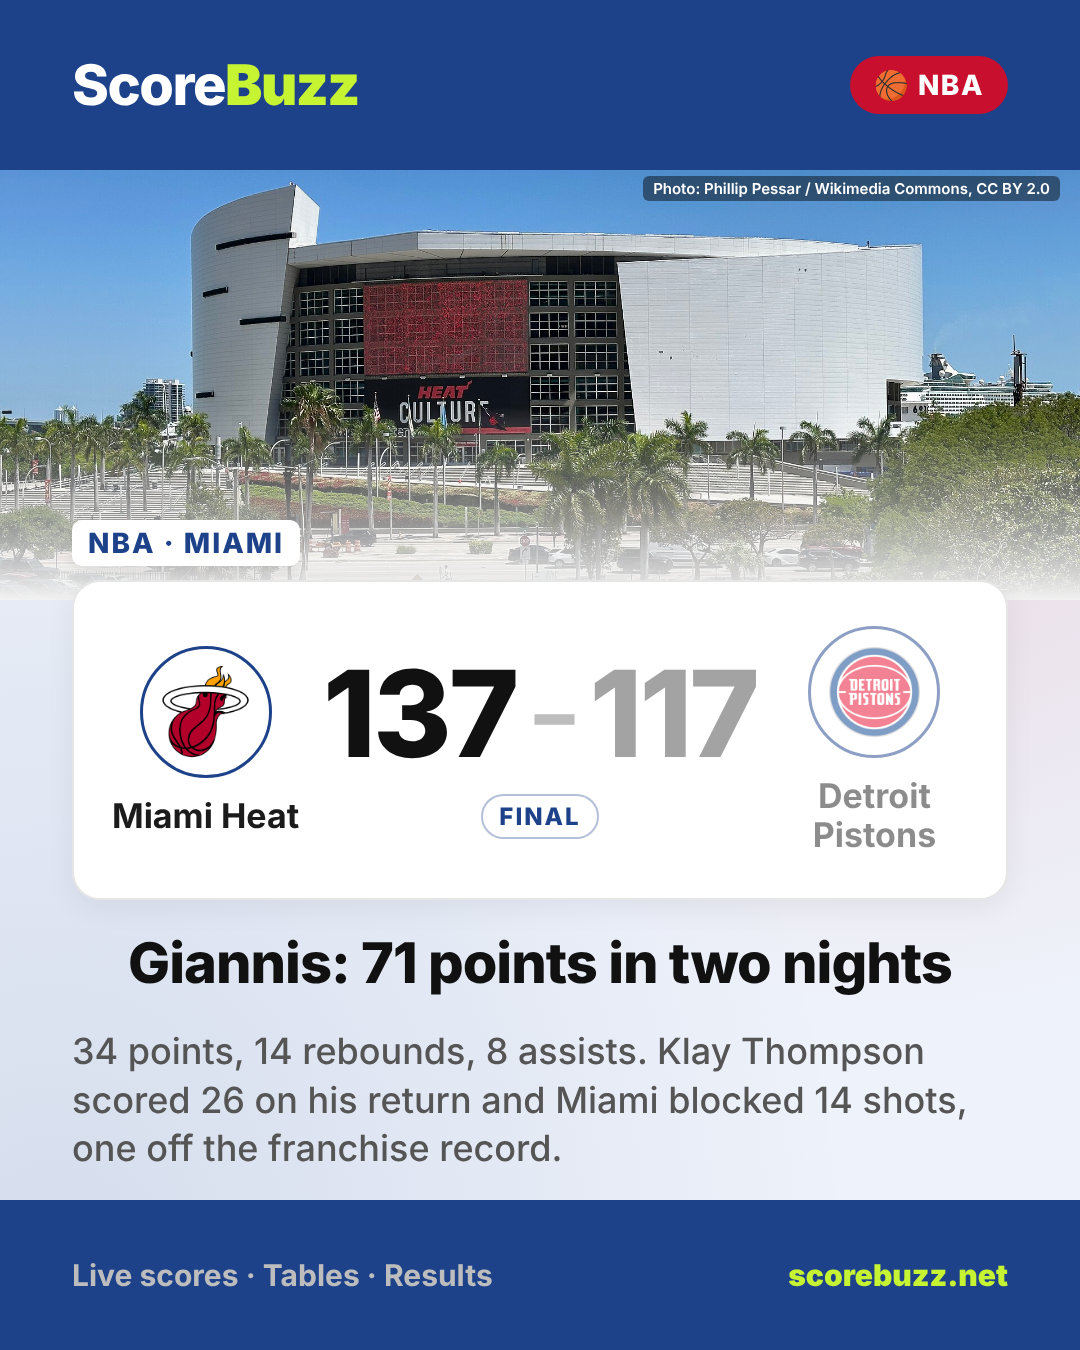 ScoreBuzz
🏀 NBA
Photo: Phillip Pessar / Wikimedia Commons, CC BY 2.0
HEAT
CULTURE
NBA · MIAMI
137 - 117
DETROIT
PISTONS
Miami Heat
FINAL
Detroit
Pistons
Giannis: 71 points in two nights
34 points, 14 rebounds, 8 assists. Klay Thompson
scored 26 on his return and Miami blocked 14 shots,
one off the franchise record.
Live scores · Tables · Results
scorebuzz.net